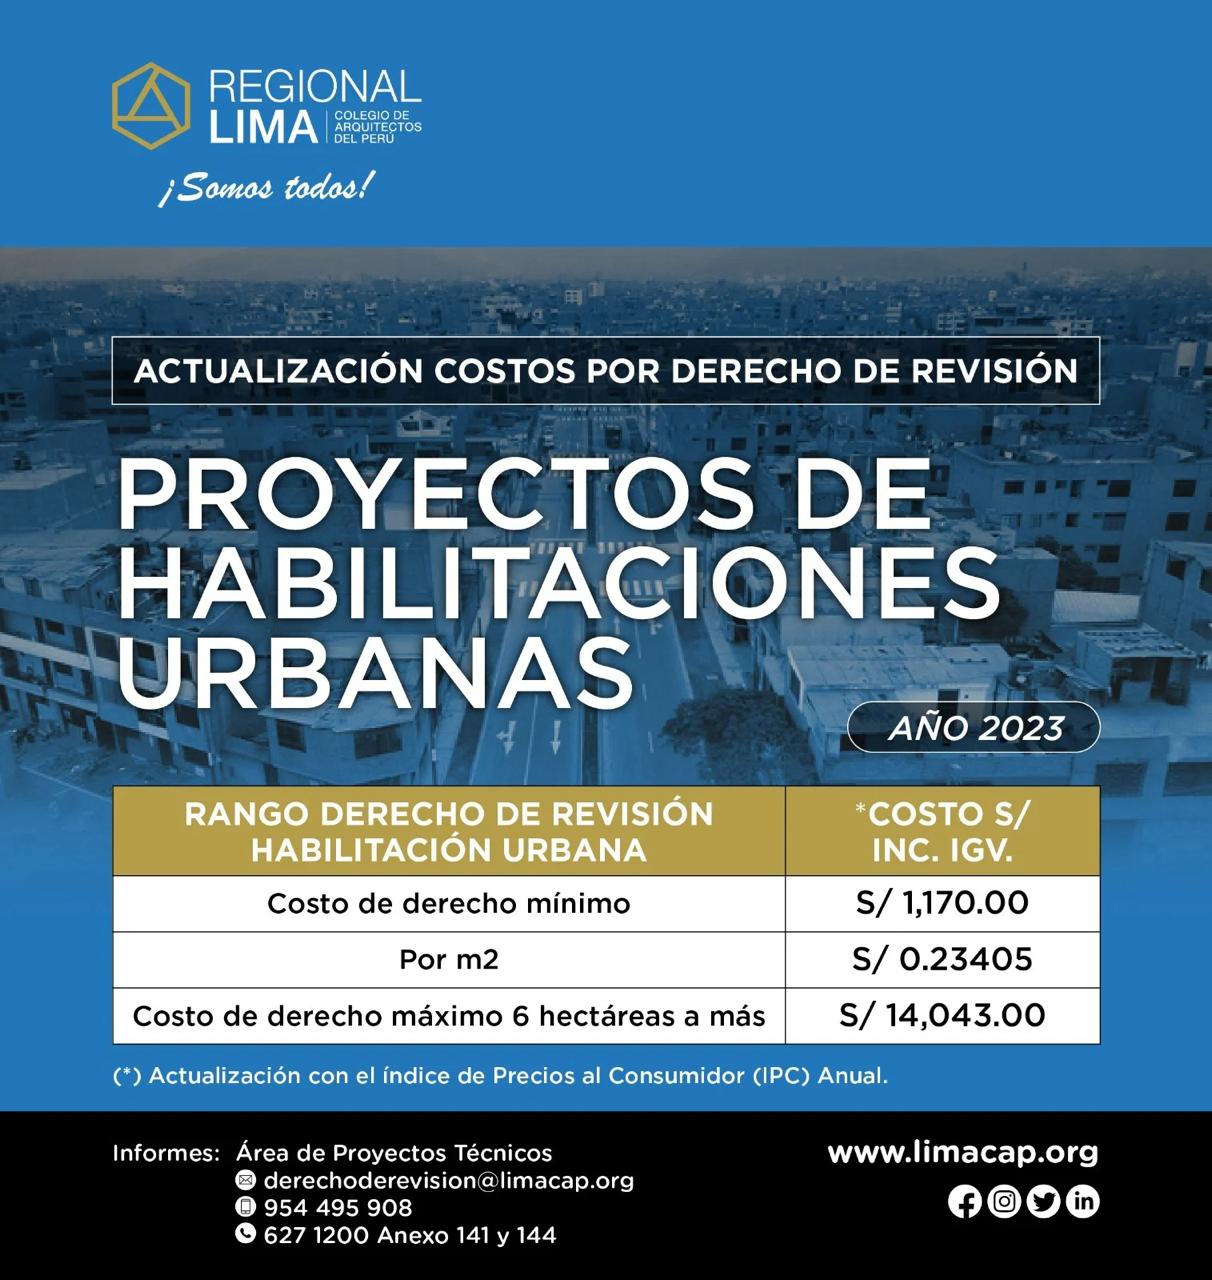 REGIONAL
LIMA
COLEGIO DE
ARQUITECTOS
DEL PERÚ
¡Somos todos!
ACTUALIZACIÓN COSTOS POR DERECHO DE REVISIÓN
PROYECTOS DE
HABILITACIONES
URBANAS
AÑO 2023
RANGO DERECHO DE REVISIÓN
HABILITACIÓN URBANA
*COSTO S/
INC. IGV.
Costo de derecho mínimo
S/ 1,170.00
Por m2
S/ 0.23405
Costo de derecho máximo 6 hectáreas a más
S/ 14,043.00
(*) Actualización con el índice de Precios al Consumidor (IPC) Anual.
Informes: Área de Proyectos Técnicos
derechoderevision@limacap.org
954 495 908
627 1200 Anexo 141 y 144
www.limacap.org